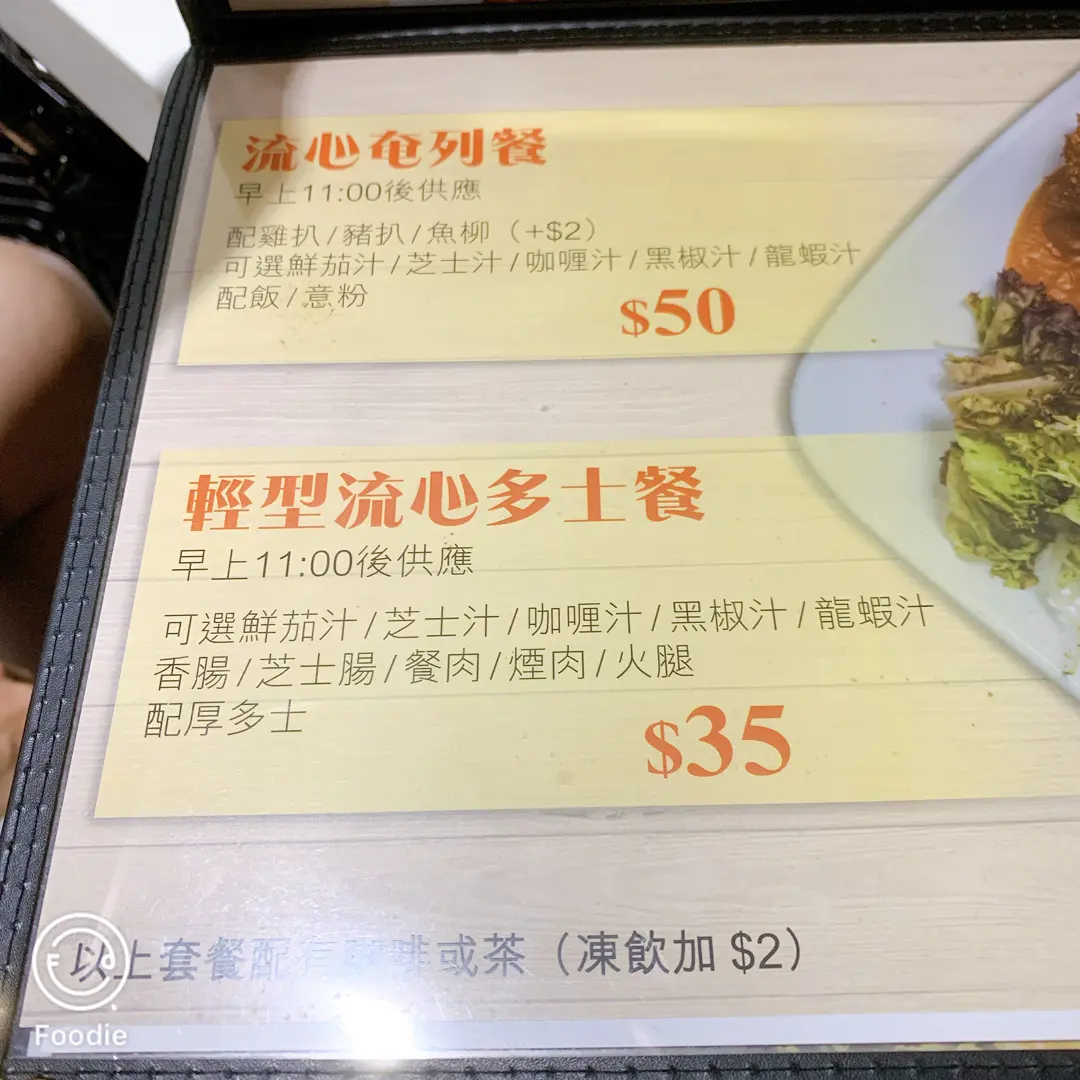 流心奄列餐
早上11:00後供應
配雞扒/豬扒/魚柳（+$2）
可選鮮茄汁/芝士汁/咖喱汁/黑椒汁/龍蝦汁
配飯/意粉
$50
輕型流心多士餐
早上11:00後供應
可選鮮茄汁/芝士汁/咖喱汁/黑椒汁/龍蝦汁
香腸/芝士腸/餐肉/煙肉/火腿
配厚多士
$35
以上套餐配有咖啡或茶（凍飲加 $2）
Foodie